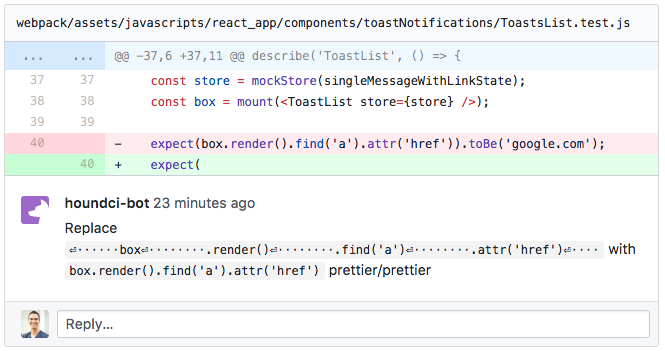 webpack/assets/javascripts/react_app/components/toastNotifications/ToastsList.test.js
... ... @@ -37,6 +37,11 @@ describe('ToastList', () => {
37 37 const store = mockStore(singleMessageWithLinkState);
38 38 const box = mount(<ToastList store={store} />);
39 39
40 - expect(box.render().find('a').attr('href')).toBe('google.com');
40 + expect(
houndci-bot 23 minutes ago
Replace
⏎······box⏎········.render()⏎········.find('a')⏎········.attr('href')⏎···· with
box.render().find('a').attr('href') prettier/prettier
Reply...